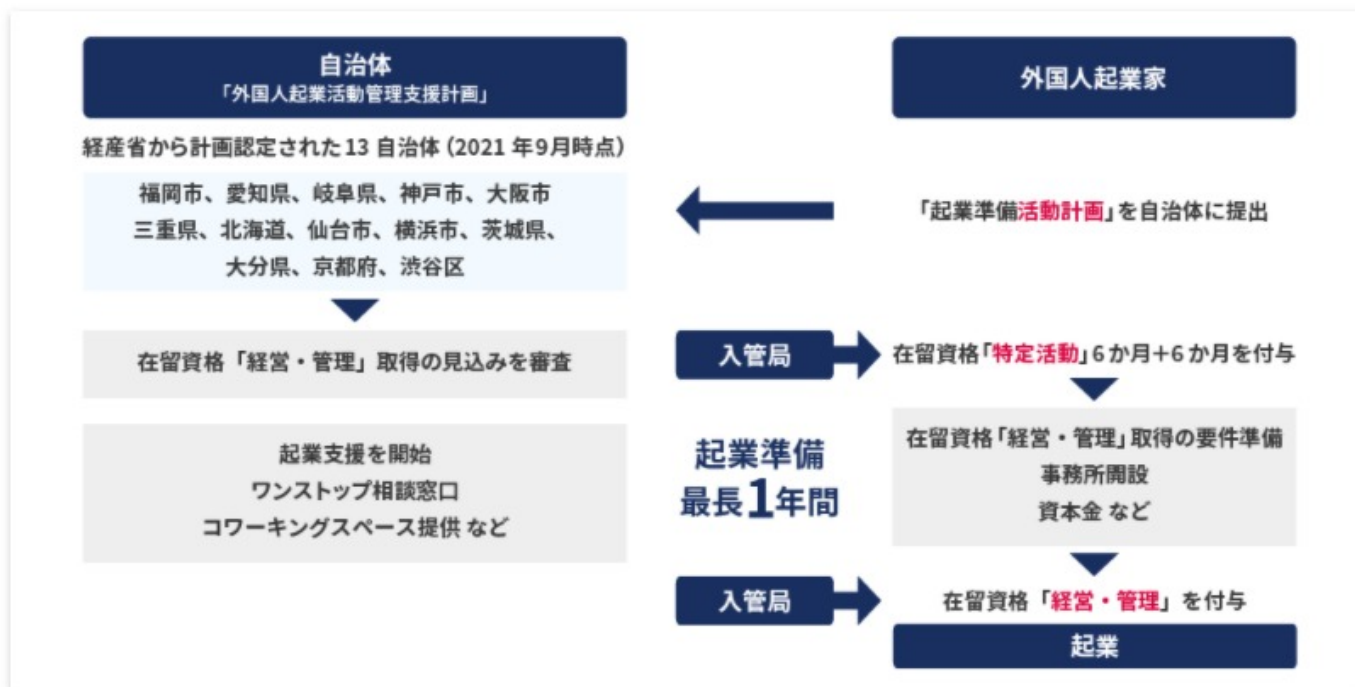 自治体
「外国人起業活動管理支援計画」
経産省から計画認定された13自治体（2021年9月時点）
福岡市、愛知県、岐阜県、神戸市、大阪市
三重県、北海道、仙台市、横浜市、茨城県、
大分県、京都府、渋谷区
在留資格「経営・管理」取得の見込みを審査
起業支援を開始
ワンストップ相談窓口
コワーキングスペース提供 など
入管局
起業準備
最長1年間
入管局
外国人起業家
「起業準備活動計画」を自治体に提出
在留資格「特定活動」6か月＋6か月を付与
在留資格「経営・管理」取得の要件準備
事務所開設
資本金 など
在留資格「経営・管理」を付与
起業